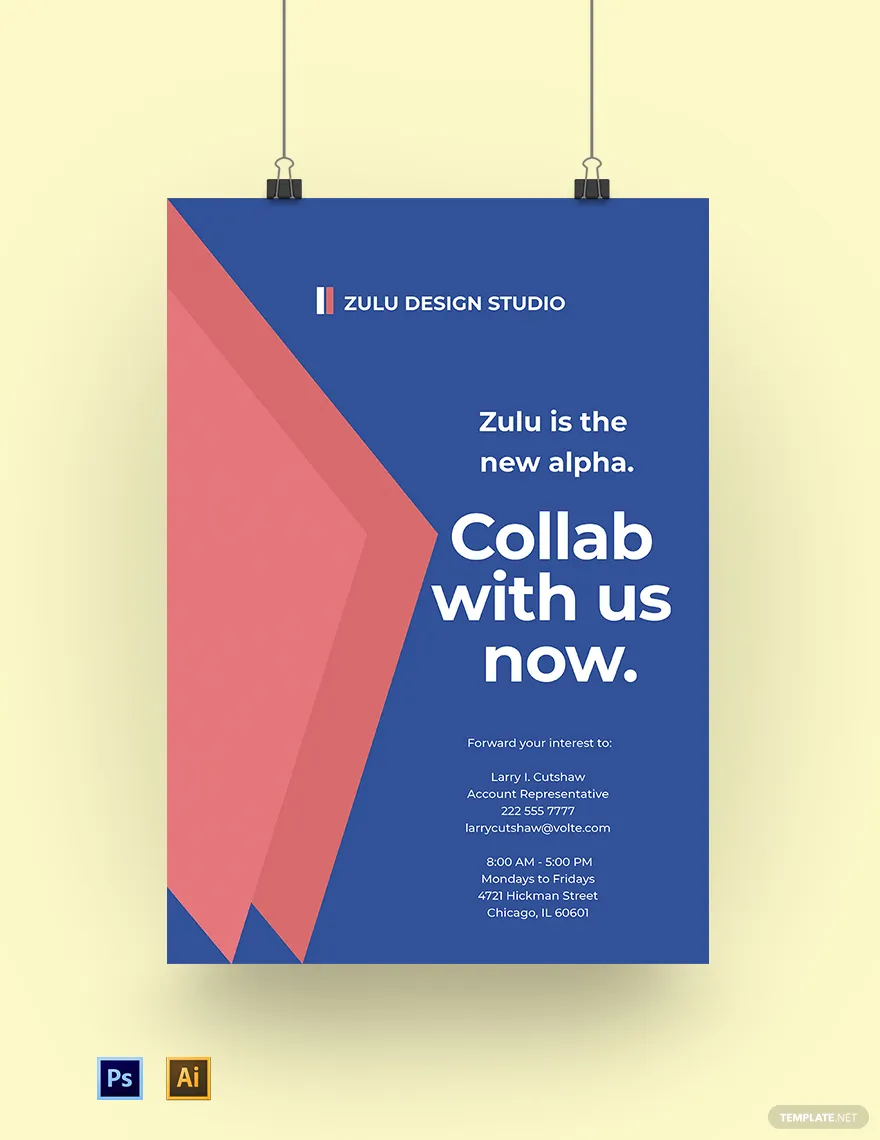 ZULU DESIGN STUDIO
Zulu is the
new alpha.
Collab
with us
now.
Forward your interest to:
Larry I. Cutshaw
Account Representative
222 555 7777
larrycutshaw@volte.com
8:00 AM - 5:00 PM
Mondays to Fridays
4721 Hickman Street
Chicago, IL 60601
Ps
Ai
TEMPLATE.NET